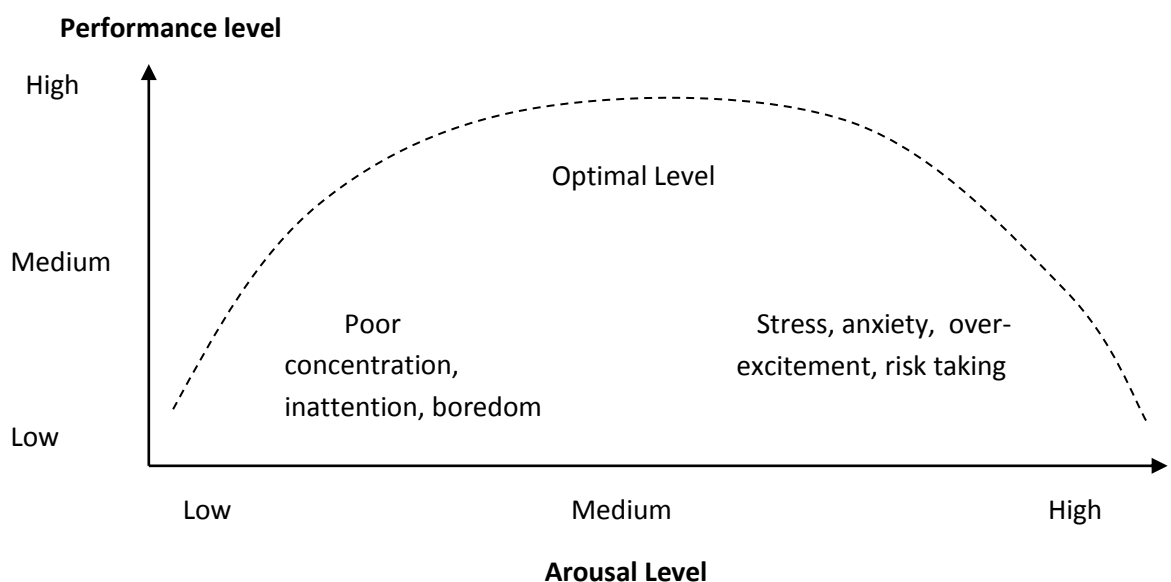 Performance level
High
Optimal Level
Medium
Poor
concentration,
inattention, boredom
Stress, anxiety, over-
excitement, risk taking
Low
Low
Medium
High
Arousal Level